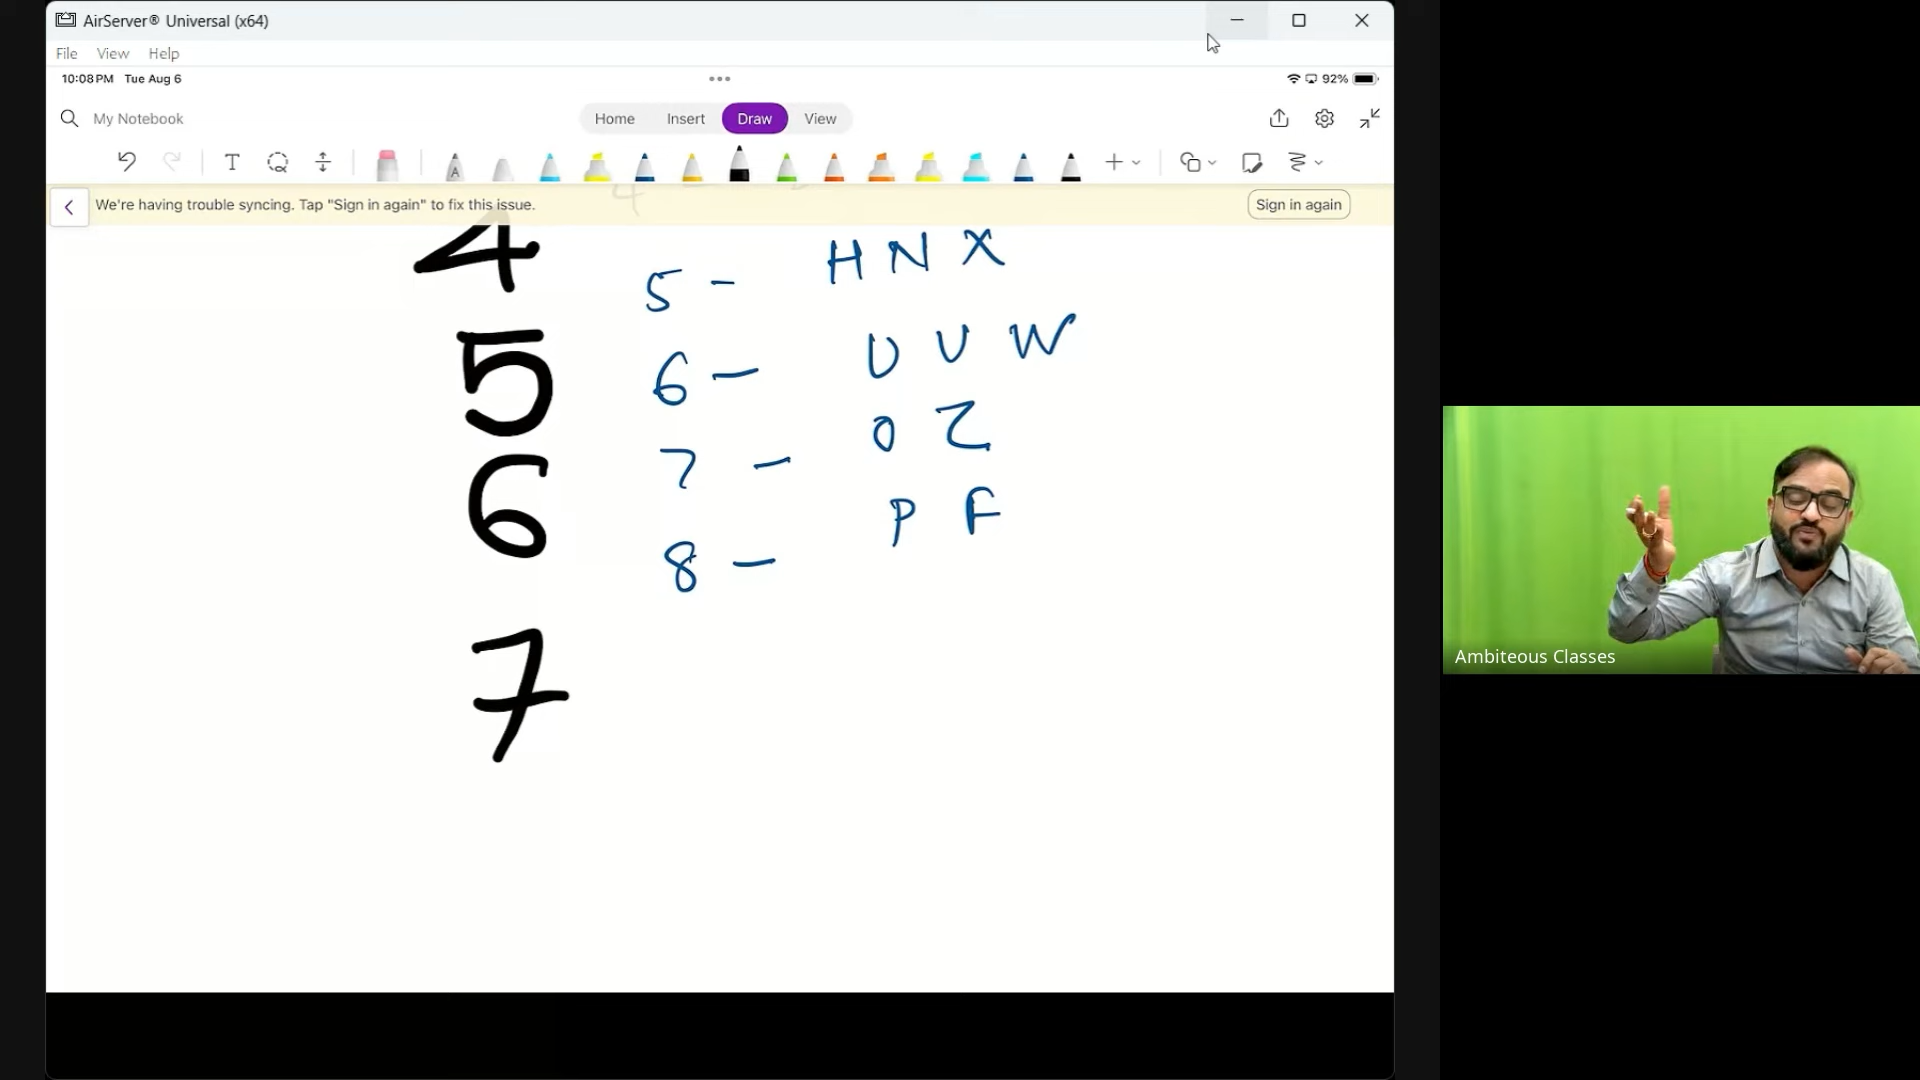 AirServer® Universal (x64)
File View Help
10:08 PM Tue Aug 6
92%
My Notebook
Home Insert Draw View
T
A
We're having trouble syncing. Tap "Sign in again" to fix this issue.
Sign in again
4
4
5 - H N X
5
6 - U V W
6
7 - O Z
8 - P F
7
Ambiteous Classes